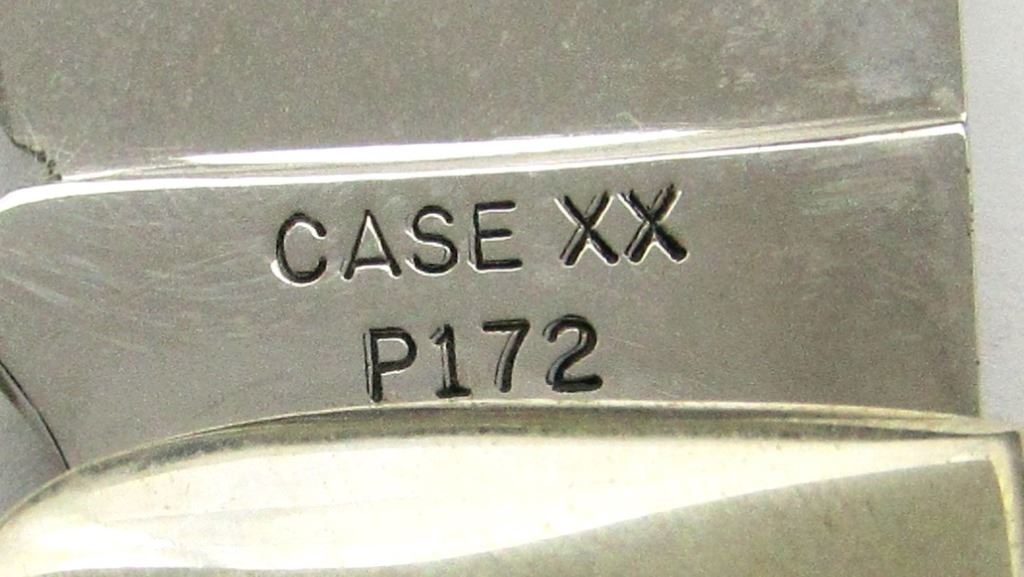 CASE XX
P172